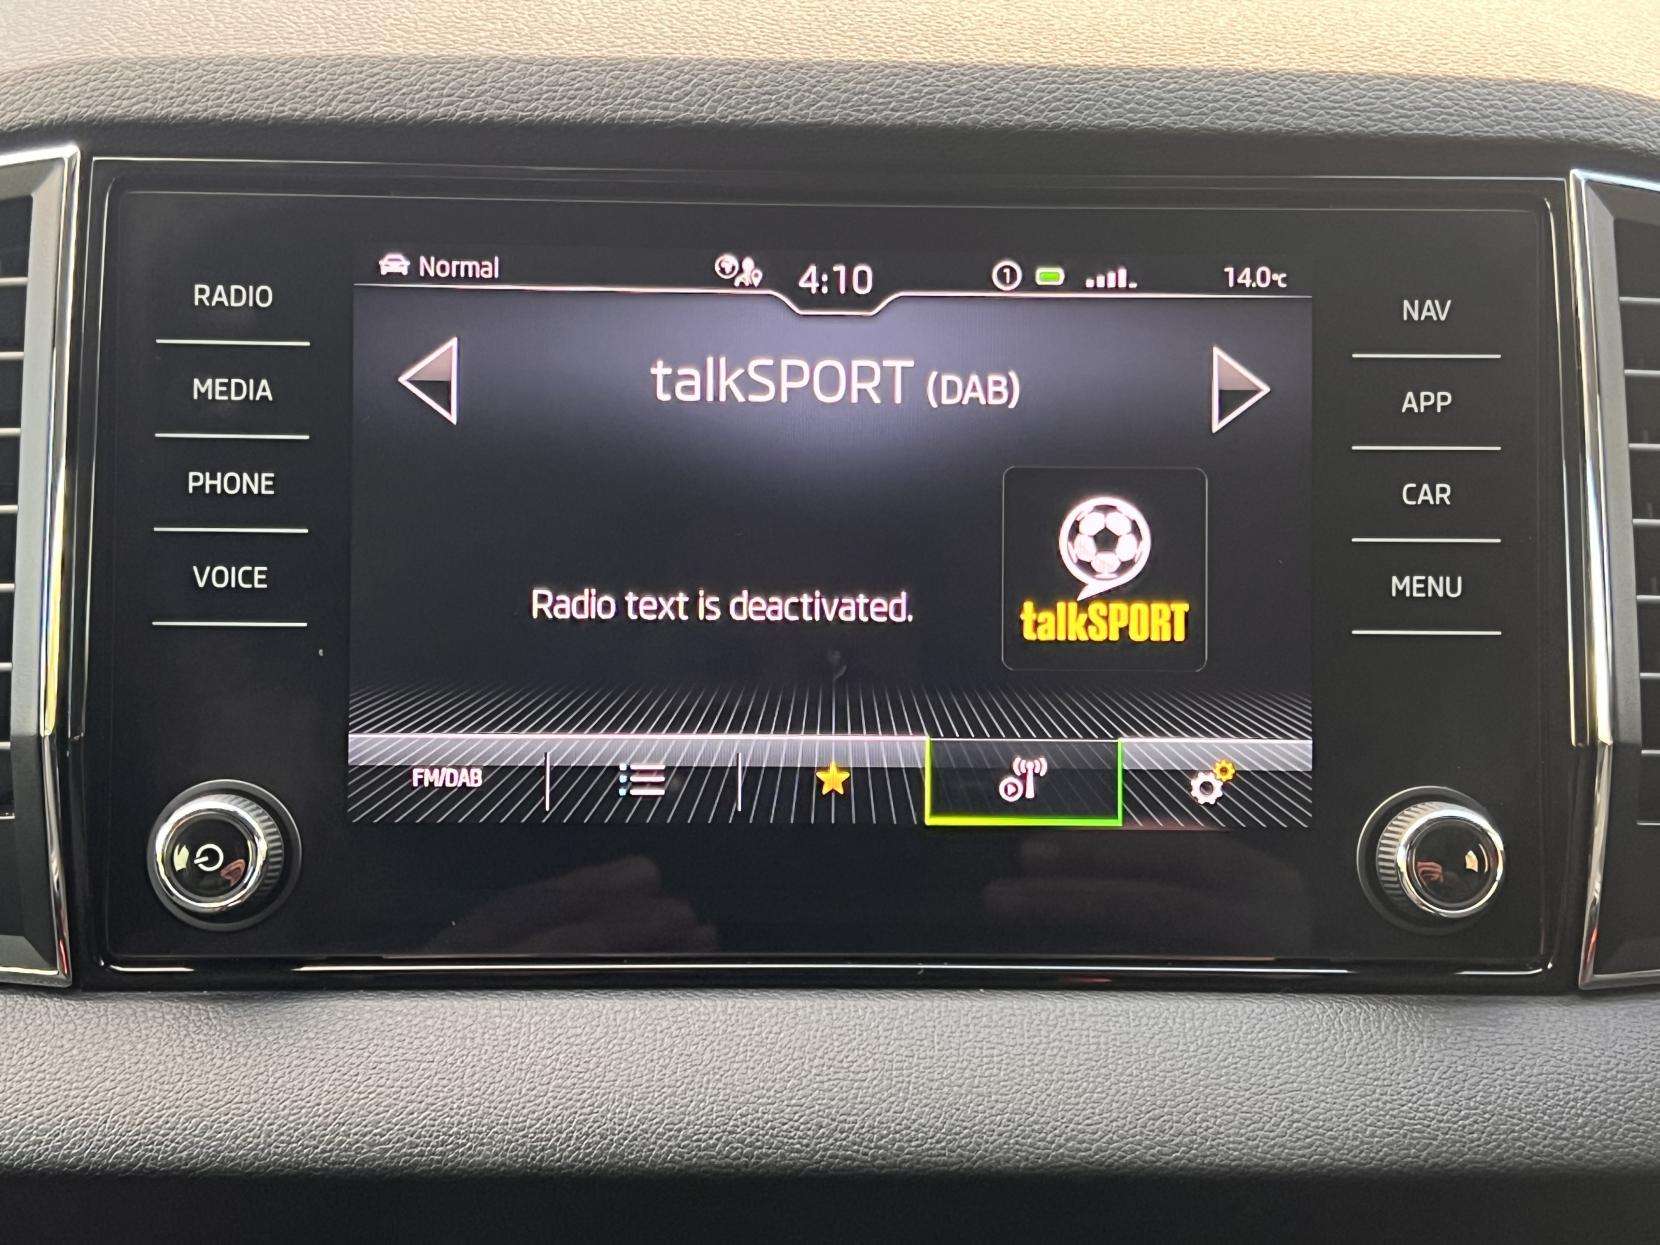 Normal
4:10
1
14.0°C
RADIO
MEDIA
PHONE
VOICE
talkSPORT (DAB)
Radio text is deactivated.
talkSPORT
FM/DAB
NAV
APP
CAR
MENU